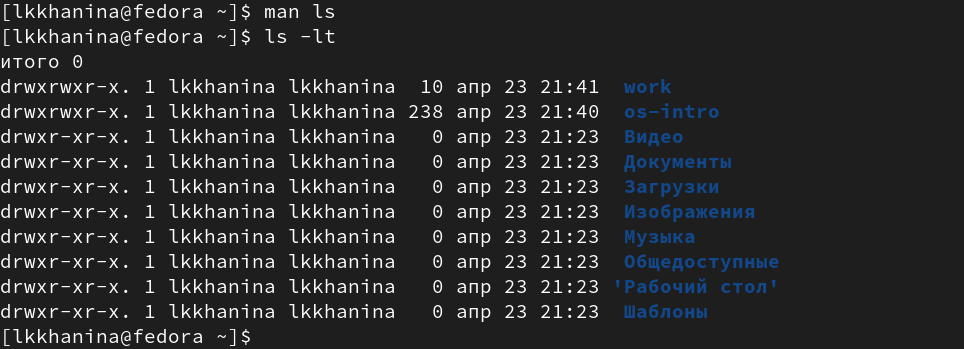 [lkkhanina@fedora ~]$ man ls
[lkkhanina@fedora ~]$ ls -lt
итого 0
drwxrwxr-x. 1 lkkhanina lkkhanina  10 апр 23 21:41  work
drwxrwxr-x. 1 lkkhanina lkkhanina 238 апр 23 21:40  os-intro
drwxr-xr-x. 1 lkkhanina lkkhanina   0 апр 23 21:23  Видео
drwxr-xr-x. 1 lkkhanina lkkhanina   0 апр 23 21:23  Документы
drwxr-xr-x. 1 lkkhanina lkkhanina   0 апр 23 21:23  Загрузки
drwxr-xr-x. 1 lkkhanina lkkhanina   0 апр 23 21:23  Изображения
drwxr-xr-x. 1 lkkhanina lkkhanina   0 апр 23 21:23  Музыка
drwxr-xr-x. 1 lkkhanina lkkhanina   0 апр 23 21:23  Общедоступные
drwxr-xr-x. 1 lkkhanina lkkhanina   0 апр 23 21:23 'Рабочий стол'
drwxr-xr-x. 1 lkkhanina lkkhanina   0 апр 23 21:23  Шаблоны
[lkkhanina@fedora ~]$